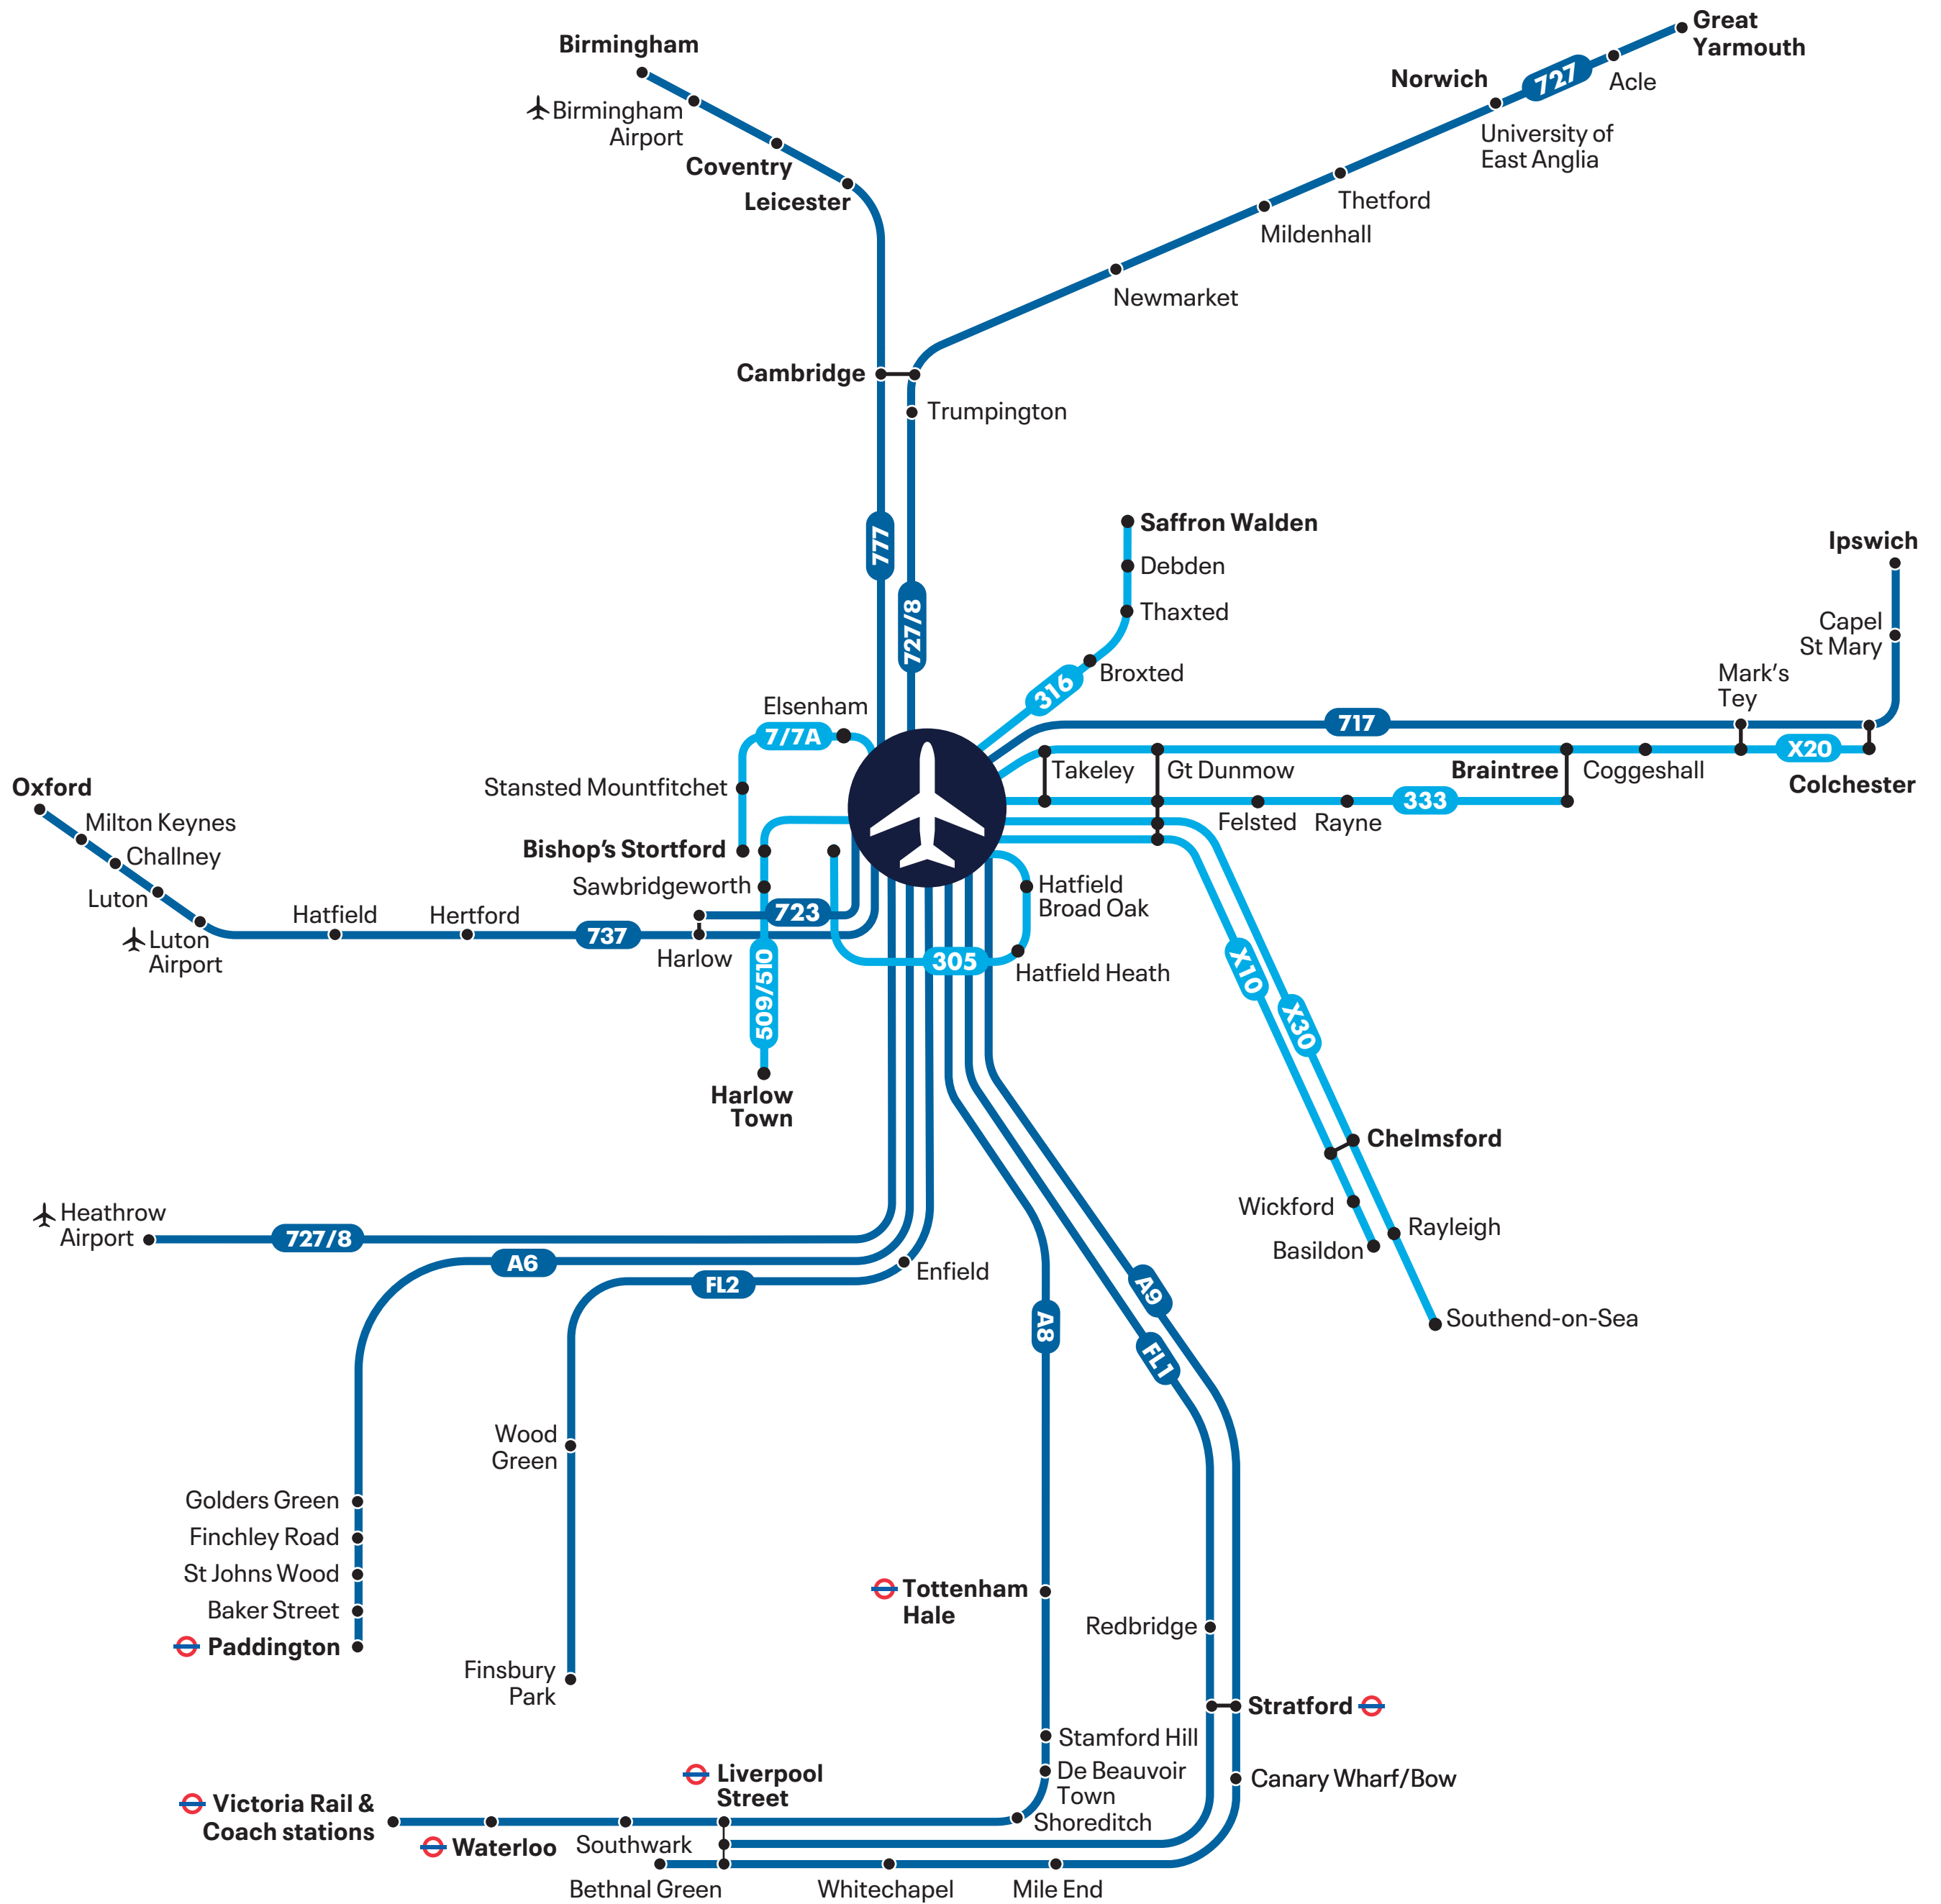 Birmingham
Birmingham
Airport
Coventry
Leicester
Great
Yarmouth
727
Acle
Norwich
University of
East Anglia
Thetford
Mildenhall
Newmarket
Cambridge
Trumpington
777
727/8
Saffron Walden
Debden
Thaxted
Broxted
316
Ipswich
Capel
St Mary
Mark's
Tey
717
X20
Colchester
Takeley
Gt Dunmow
Braintree
Coggeshall
333
Felsted
Rayne
Elsenham
7/7A
Stansted Mountfitchet
Bishop's Stortford
Sawbridgeworth
723
Oxford
Milton Keynes
Challney
Luton
Luton
Airport
Hatfield
Hertford
737
Harlow
509/510
Harlow
Town
305
Hatfield
Broad Oak
Hatfield Heath
X10
X30
Chelmsford
Wickford
Basildon
Rayleigh
Southend-on-Sea
Heathrow
Airport
727/8
A6
FL2
Enfield
A8
A9
FL1
Wood
Green
Golders Green
Finchley Road
St Johns Wood
Baker Street
Paddington
Finsbury
Park
Tottenham
Hale
Redbridge
Stratford
Stamford Hill
De Beauvoir
Town
Shoreditch
Canary Wharf/Bow
Liverpool
Street
Victoria Rail &
Coach stations
Waterloo
Southwark
Bethnal Green
Whitechapel
Mile End